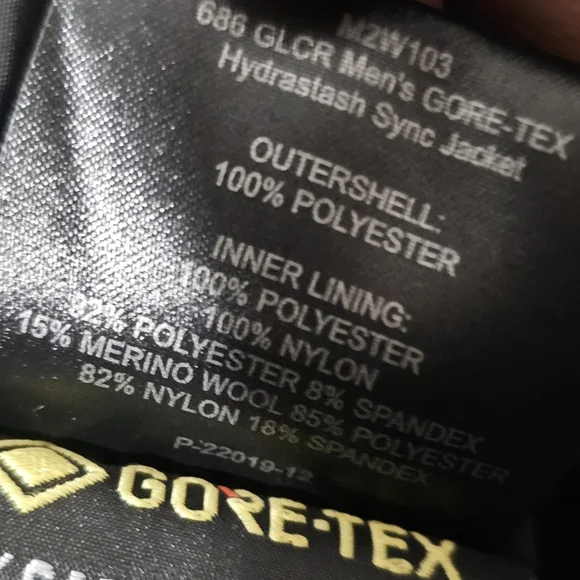 M2W103
686 GLCR Men's GORE-TEX
Hydrastash Sync Jacket
OUTERSHELL:
100% POLYESTER
INNER LINING:
100% POLYESTER
100% NYLON
92% POLYESTER 8% SPANDEX
15% MERINO WOOL 85% POLYESTER
82% NYLON 18% SPANDEX
P-22019-12
GORE-TEX